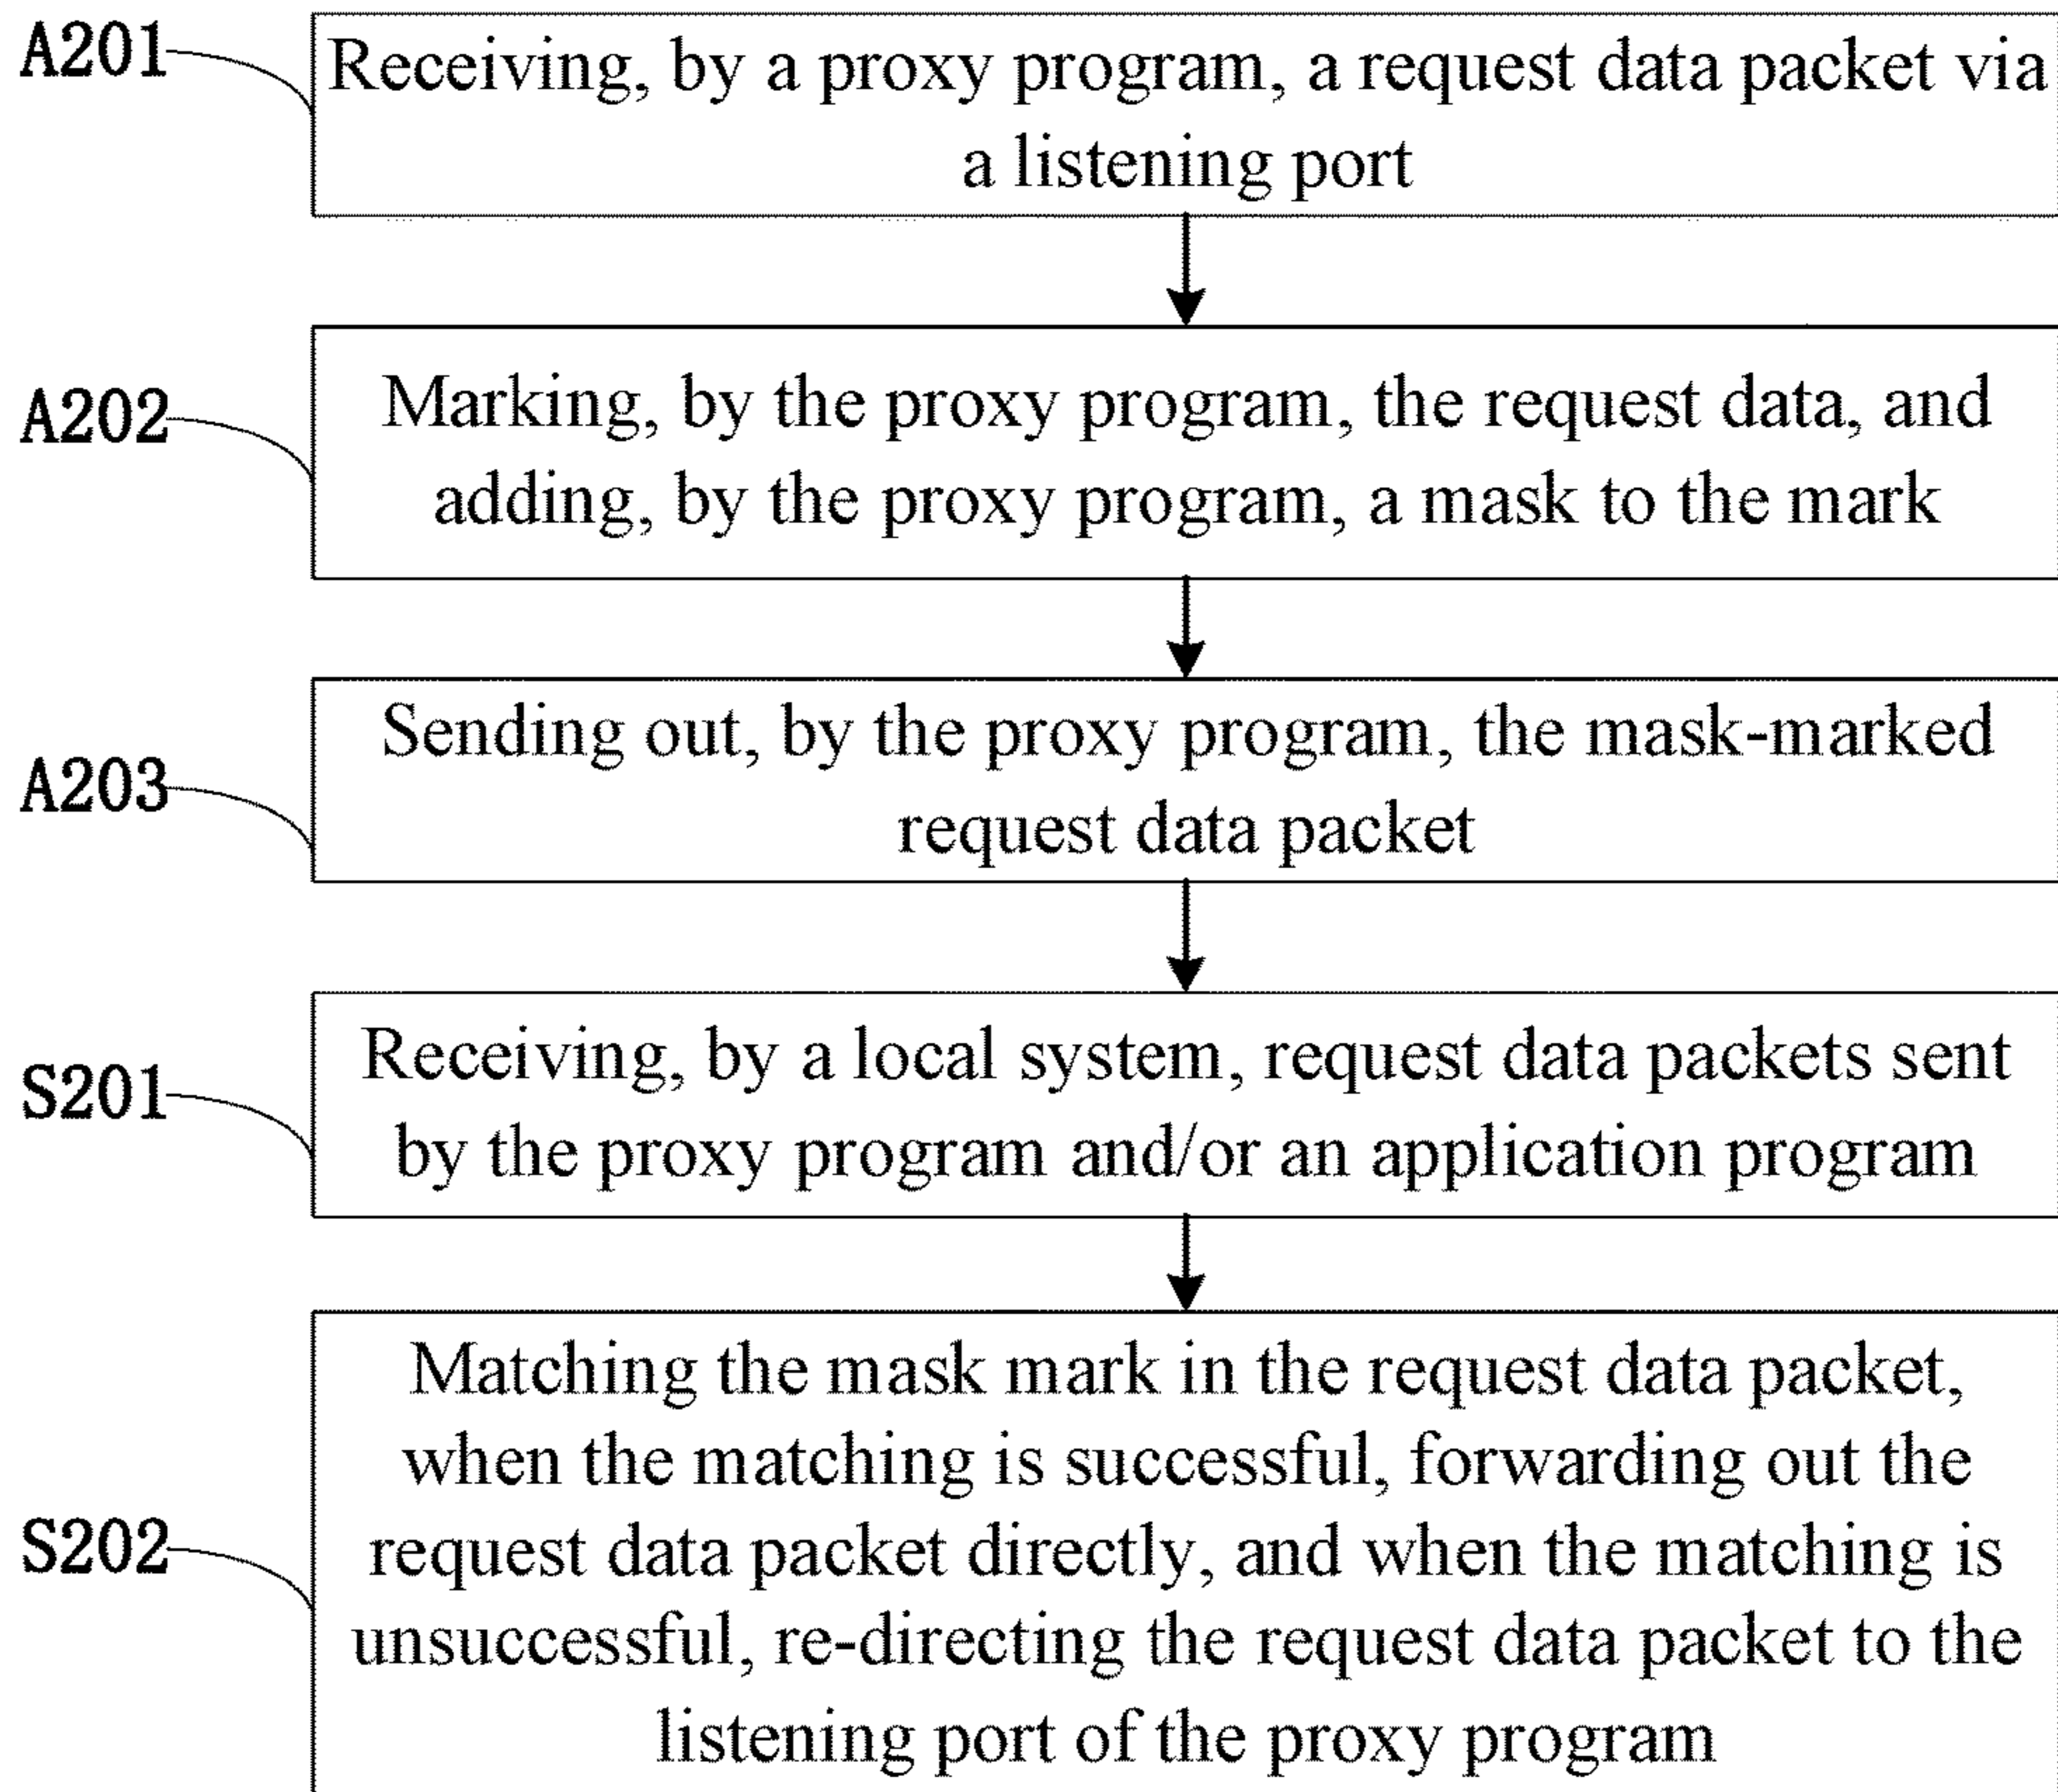 A201
Receiving, by a proxy program, a request data packet via
a listening port
A202
Marking, by the proxy program, the request data, and
adding, by the proxy program, a mask to the mark
A203
Sending out, by the proxy program, the mask-marked
request data packet
S201
Receiving, by a local system, request data packets sent
by the proxy program and/or an application program
S202
Matching the mask mark in the request data packet,
when the matching is successful, forwarding out the
request data packet directly, and when the matching is
unsuccessful, re-directing the request data packet to the
listening port of the proxy program